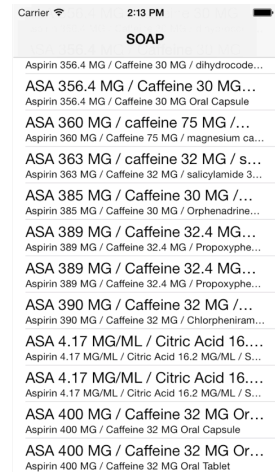 Carrier 2:13 PM
SOAP
Aspirin 356.4 MG / Caffeine 30 MG / dihydrocode...
ASA 356.4 MG / Caffeine 30 MG...
Aspirin 356.4 MG / Caffeine 30 MG Oral Capsule
ASA 360 MG / caffeine 75 MG /...
Aspirin 360 MG / Caffeine 75 MG / magnesium ca...
ASA 363 MG / caffeine 32 MG / s...
Aspirin 363 MG / Caffeine 32 MG / salicylamide 3...
ASA 385 MG / Caffeine 30 MG /...
Aspirin 385 MG / Caffeine 30 MG / Orphenadrine...
ASA 389 MG / Caffeine 32.4 MG...
Aspirin 389 MG / Caffeine 32.4 MG / Propoxyphe...
ASA 389 MG / Caffeine 32.4 MG...
Aspirin 389 MG / Caffeine 32.4 MG / Propoxyphe...
ASA 390 MG / Caffeine 32 MG /...
Aspirin 390 MG / Caffeine 32 MG / Chlorpheniram...
ASA 4.17 MG/ML / Citric Acid 16....
Aspirin 4.17 MG/ML / Citric Acid 16.2 MG/ML / S...
ASA 4.17 MG/ML / Citric Acid 16....
Aspirin 4.17 MG/ML / Citric Acid 16.2 MG/ML / S...
ASA 400 MG / Caffeine 32 MG Or...
Aspirin 400 MG / Caffeine 32 MG Oral Capsule
ASA 400 MG / Caffeine 32 MG Or...
Aspirin 400 MG / Caffeine 32 MG Oral Tablet